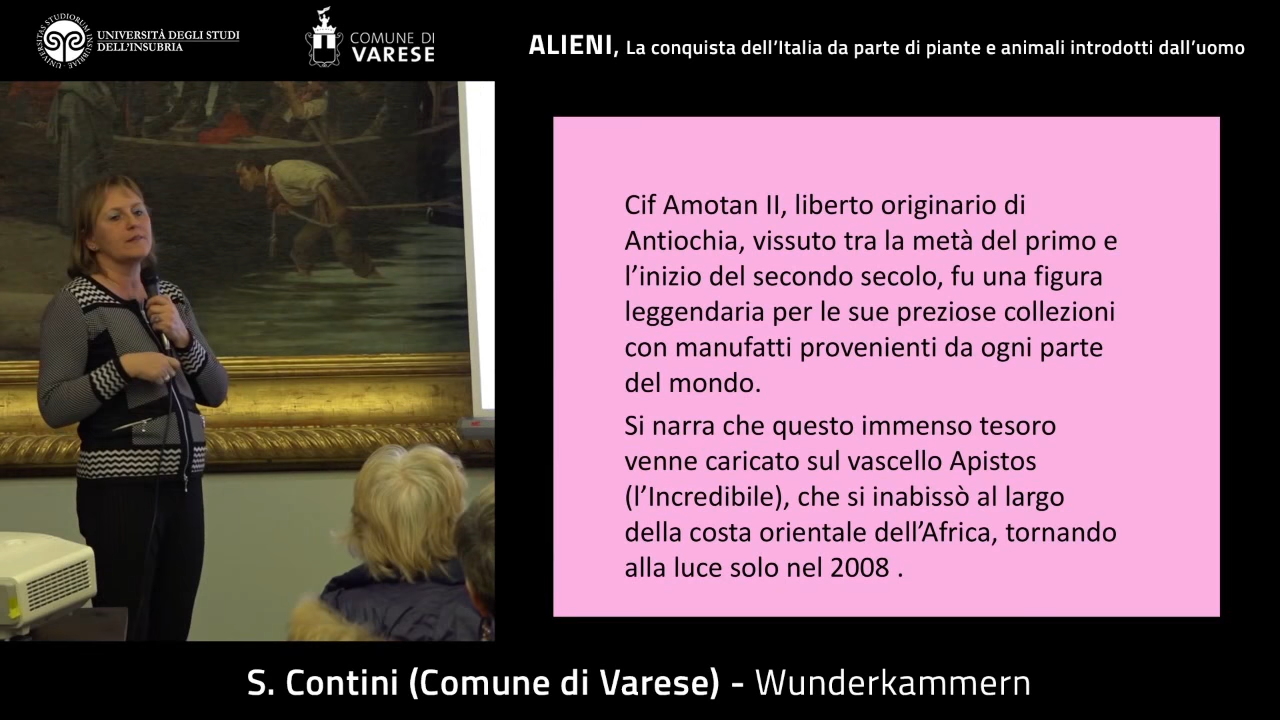 UNIVERSITÀ DEGLI STUDI
DELL'INSUBRIA
COMUNE DI
VARESE
ALIENI, La conquista dell'Italia da parte di piante e animali introdotti dall'uomo
Cif Amotan II, liberto originario di
Antiochia, vissuto tra la metà del primo e
l'inizio del secondo secolo, fu una figura
leggendaria per le sue preziose collezioni
con manufatti provenienti da ogni parte
del mondo.
Si narra che questo immenso tesoro
venne caricato sul vascello Apistos
(l'Incredibile), che si inabissò al largo
della costa orientale dell'Africa, tornando
alla luce solo nel 2008 .
S. Contini (Comune di Varese) - Wunderkammern